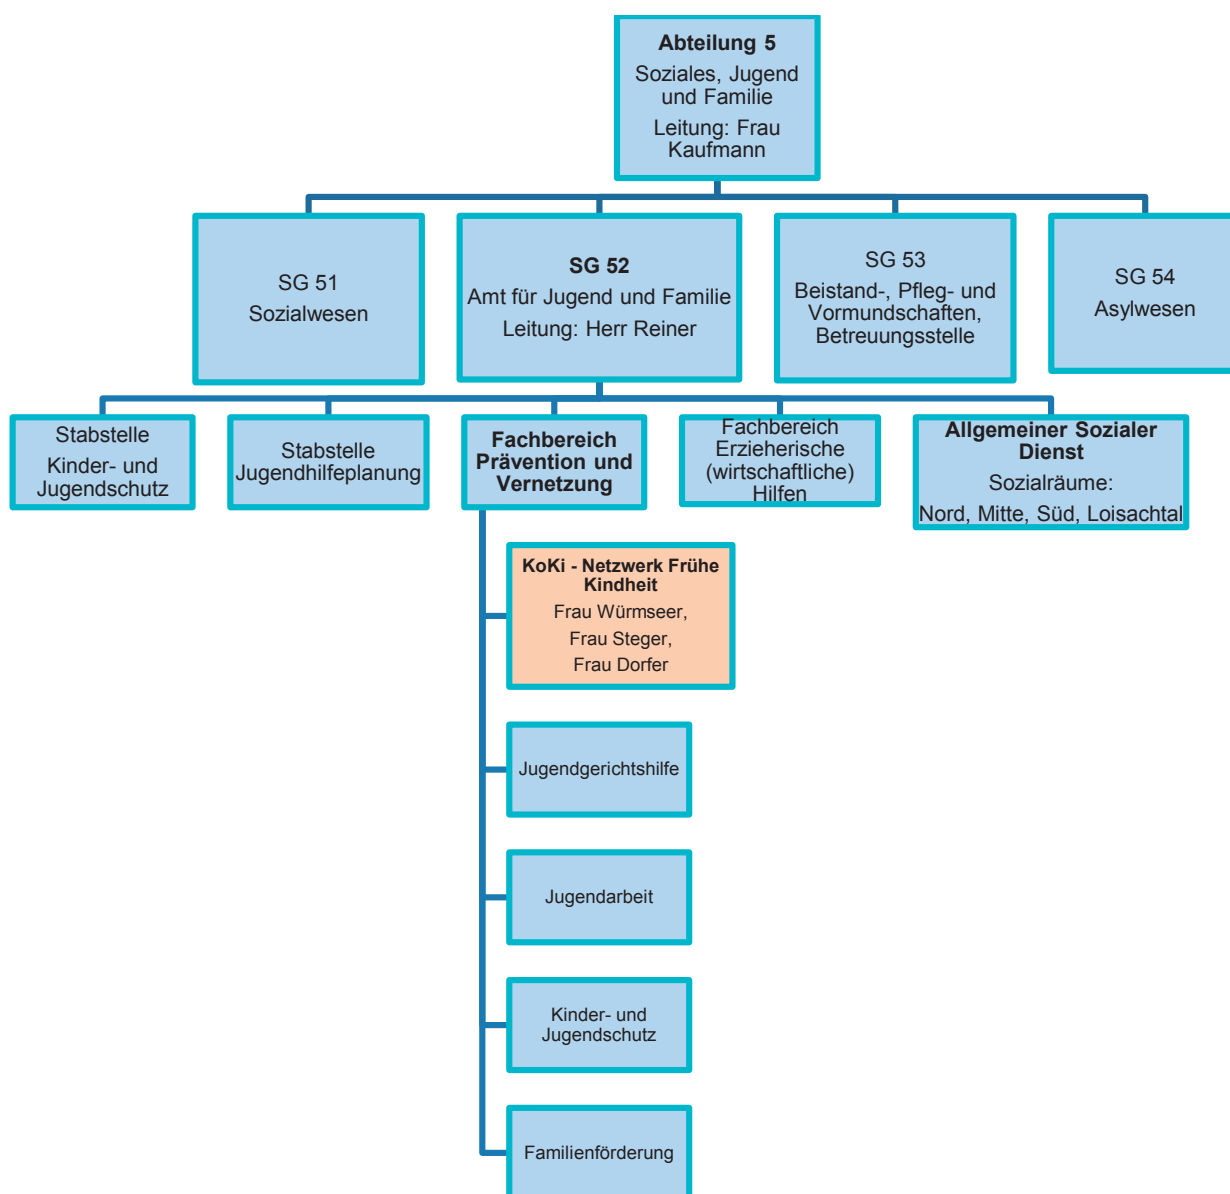 Abteilung 5
Soziales, Jugend
und Familie
Leitung: Frau
Kaufmann
SG 51
Sozialwesen
SG 52
Amt für Jugend und Familie
Leitung: Herr Reiner
SG 53
Beistand-, Pfleg- und
Vormundschaften,
Betreuungsstelle
SG 54
Asylwesen
Stabstelle
Kinder- und
Jugendschutz
Stabstelle
Jugendhilfeplanung
Fachbereich
Prävention und
Vernetzung
Fachbereich
Erzieherische
(wirtschaftliche)
Hilfen
Allgemeiner Sozialer
Dienst
Sozialräume:
Nord, Mitte, Süd, Loisachtal
KoKi - Netzwerk Frühe
Kindheit
Frau Würmseer,
Frau Steger,
Frau Dorfer
Jugendgerichtshilfe
Jugendarbeit
Kinder- und
Jugendschutz
Familienförderung